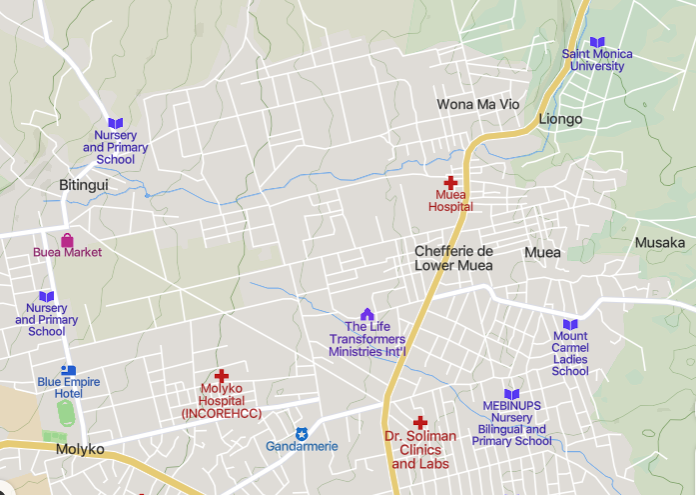 Saint Monica
University
Wona Ma Vio
Liongo
Nursery
and Primary
School
Bitingui
Muea
Hospital
Buea Market
Chefferie de
Lower Muea
Muea
Musaka
Nursery
and Primary
School
The Life
Transformers
Ministries Int'l
Mount
Carmel
Ladies
School
Blue Empire
Hotel
Molyko
Hospital
(INCOREHCC)
MEBINUPS
Nursery
Bilingual and
Primary School
Gandarmerie
Dr. Soliman
Clinics
and Labs
Molyko